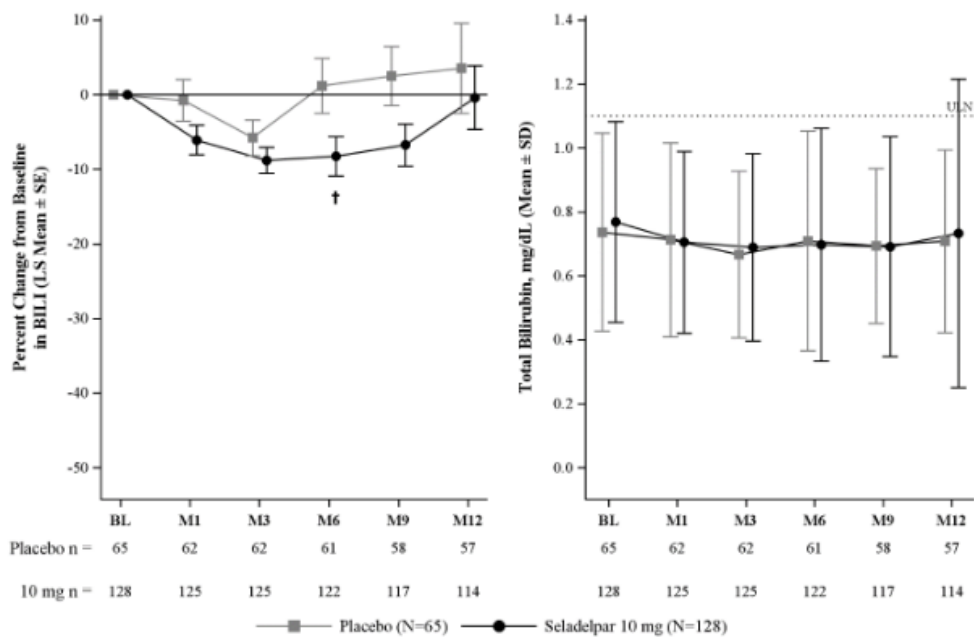 Percent Change from Baseline
in BILI (LS Mean ± SE)
10
0
-10
-20
-30
-40
-50
†
BL M1 M3 M6 M9 M12
Total Bilirubin, mg/dL (Mean ± SD)
1.4
1.2
1.0
0.8
0.6
0.4
0.2
0.0
ULN
BL M1 M3 M6 M9 M12
Placebo n = 65 62 62 61 58 57 65 62 62 61 58 57
10 mg n = 128 125 125 122 117 114 128 125 125 122 117 114
Placebo (N=65) Seladelpar 10 mg (N=128)